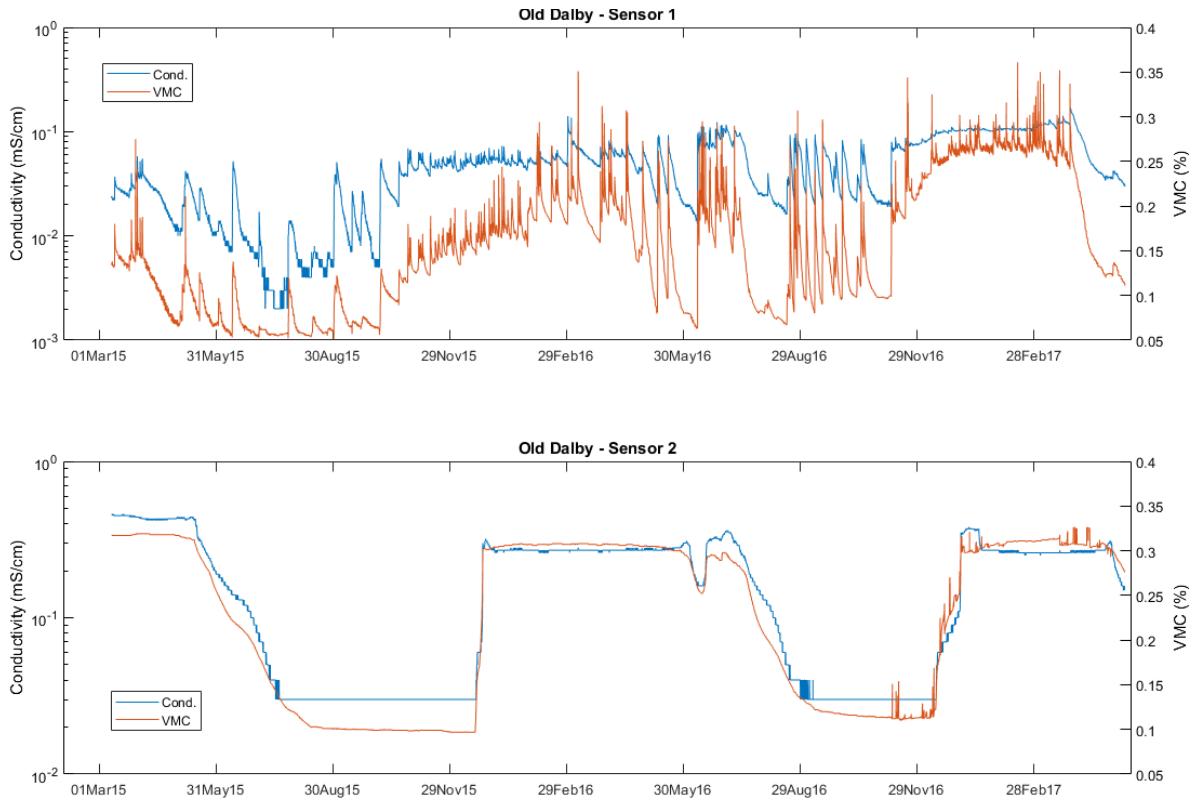 Old Dalby - Sensor 1
Conductivity (mS/cm)
10^0
10^-1
10^-2
10^-3
Cond.
VMC
0.4
0.35
0.3
0.25
0.2
0.15
0.1
0.05
VMC (%)
01Mar15 31May15 30Aug15 29Nov15 29Feb16 30May16 29Aug16 29Nov16 28Feb17
Old Dalby - Sensor 2
Conductivity (mS/cm)
10^0
10^-1
10^-2
Cond.
VMC
0.4
0.35
0.3
0.25
0.2
0.15
0.1
0.05
VMC (%)
01Mar15 31May15 30Aug15 29Nov15 29Feb16 30May16 29Aug16 29Nov16 28Feb17